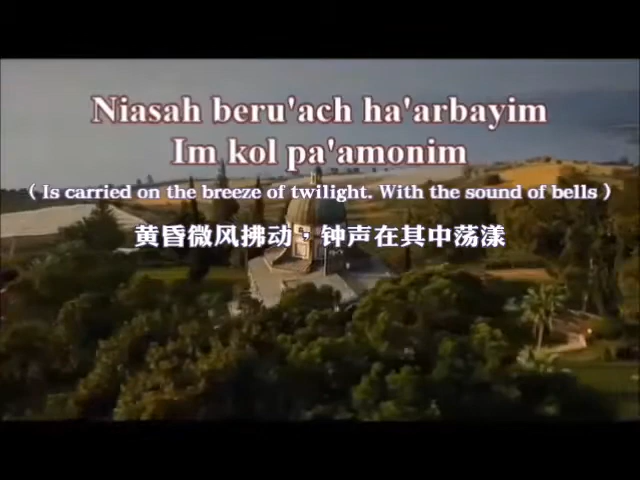 Niasah beru'ach ha'arbayim
Im kol pa'amonim
（Is carried on the breeze of twilight. With the sound of bells）
黄昏微风拂动，钟声在其中荡漾